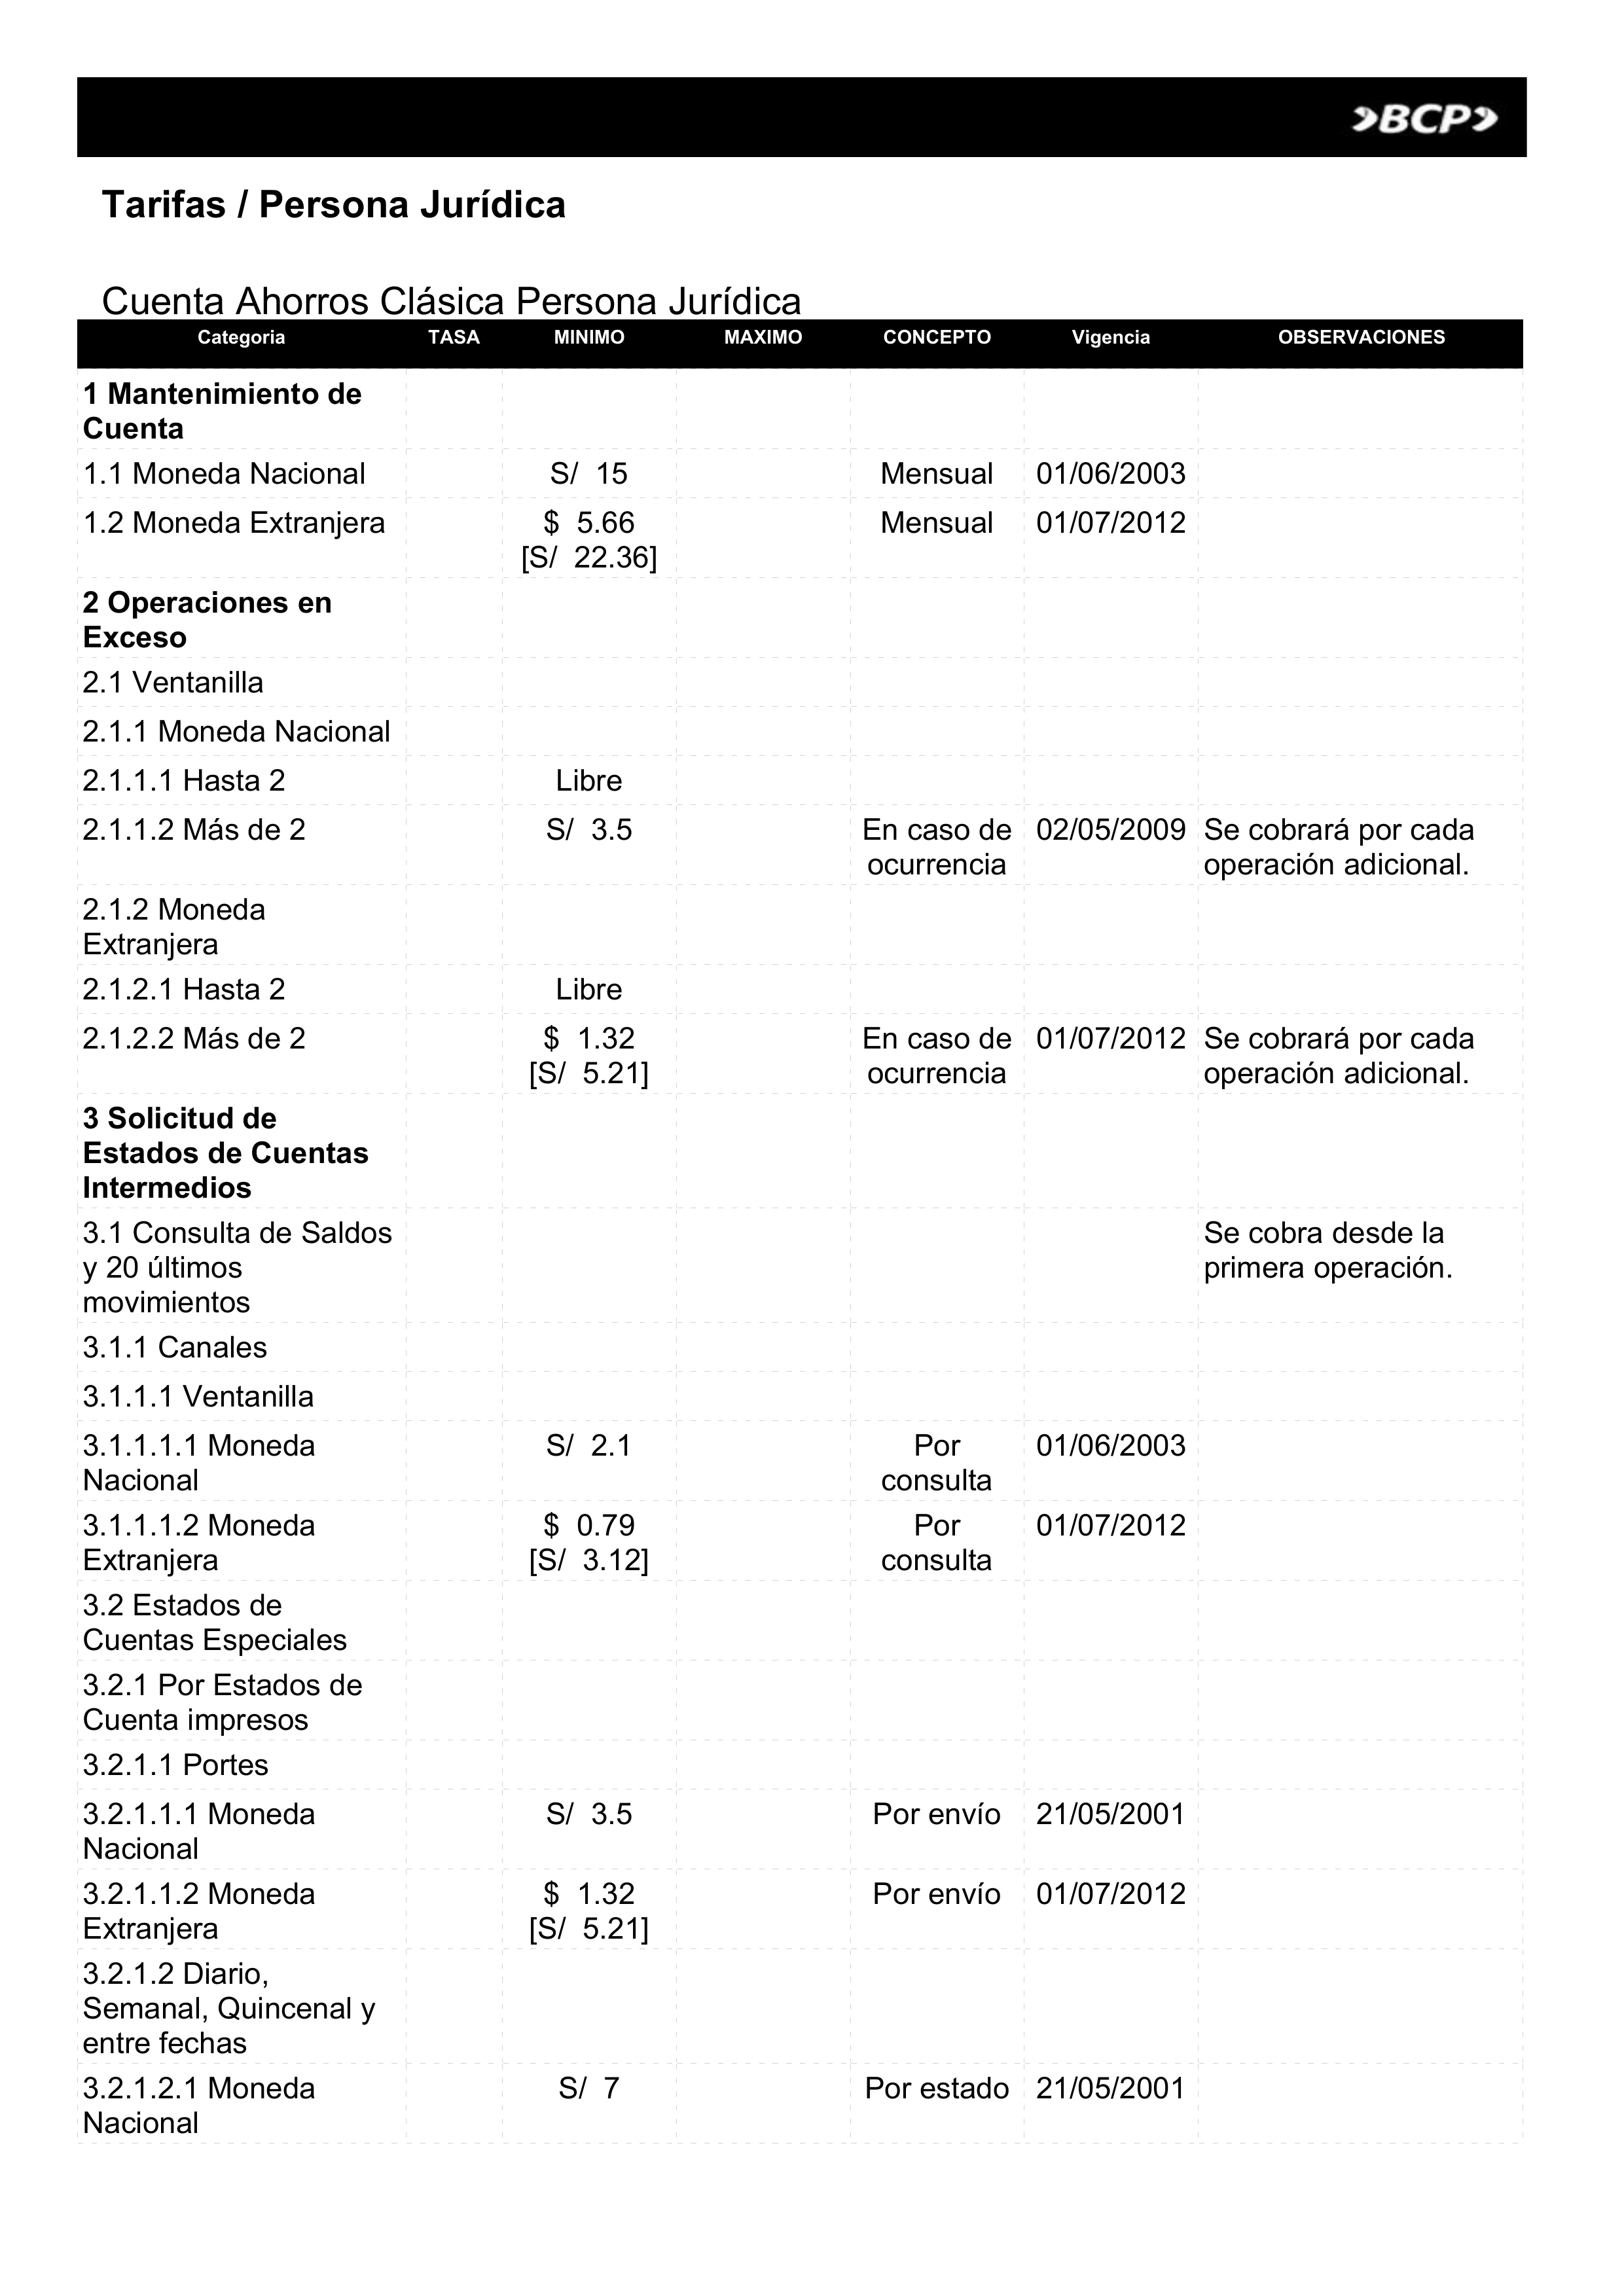 BCP
Tarifas / Persona Jurídica
Cuenta Ahorros Clásica Persona Jurídica
Categoria TASA MINIMO MAXIMO CONCEPTO Vigencia OBSERVACIONES
1 Mantenimiento de
Cuenta
1.1 Moneda Nacional S/ 15 Mensual 01/06/2003
1.2 Moneda Extranjera $ 5.66 Mensual 01/07/2012
[S/ 22.36]
2 Operaciones en
Exceso
2.1 Ventanilla
2.1.1 Moneda Nacional
2.1.1.1 Hasta 2 Libre
2.1.1.2 Más de 2 S/ 3.5 En caso de 02/05/2009 Se cobrará por cada
ocurrencia operación adicional.
2.1.2 Moneda
Extranjera
2.1.2.1 Hasta 2 Libre
2.1.2.2 Más de 2 $ 1.32 En caso de 01/07/2012 Se cobrará por cada
[S/ 5.21] ocurrencia operación adicional.
3 Solicitud de
Estados de Cuentas
Intermedios
3.1 Consulta de Saldos Se cobra desde la
y 20 últimos primera operación.
movimientos
3.1.1 Canales
3.1.1.1 Ventanilla
3.1.1.1.1 Moneda S/ 2.1 Por 01/06/2003
Nacional consulta
3.1.1.1.2 Moneda $ 0.79 Por 01/07/2012
Extranjera [S/ 3.12] consulta
3.2 Estados de
Cuentas Especiales
3.2.1 Por Estados de
Cuenta impresos
3.2.1.1 Portes
3.2.1.1.1 Moneda S/ 3.5 Por envío 21/05/2001
Nacional
3.2.1.1.2 Moneda $ 1.32 Por envío 01/07/2012
Extranjera [S/ 5.21]
3.2.1.2 Diario,
Semanal, Quincenal y
entre fechas
3.2.1.2.1 Moneda S/ 7 Por estado 21/05/2001
Nacional